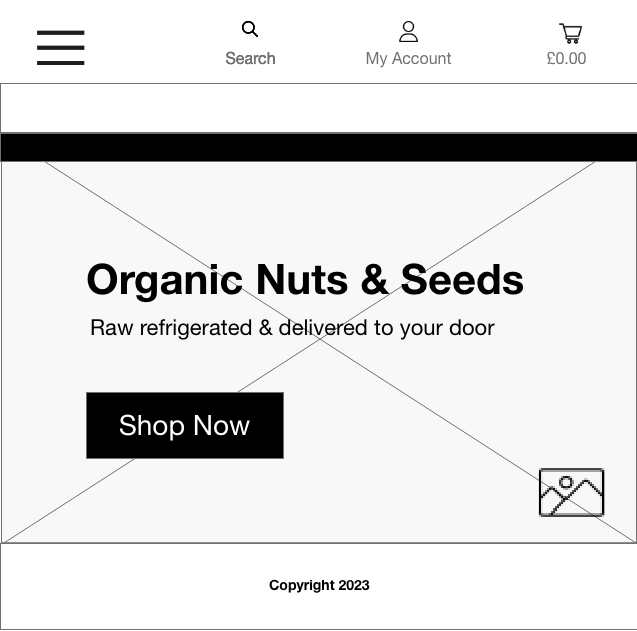 Search
My Account
£0.00
Organic Nuts & Seeds
Raw refrigerated & delivered to your door
Shop Now
Copyright 2023